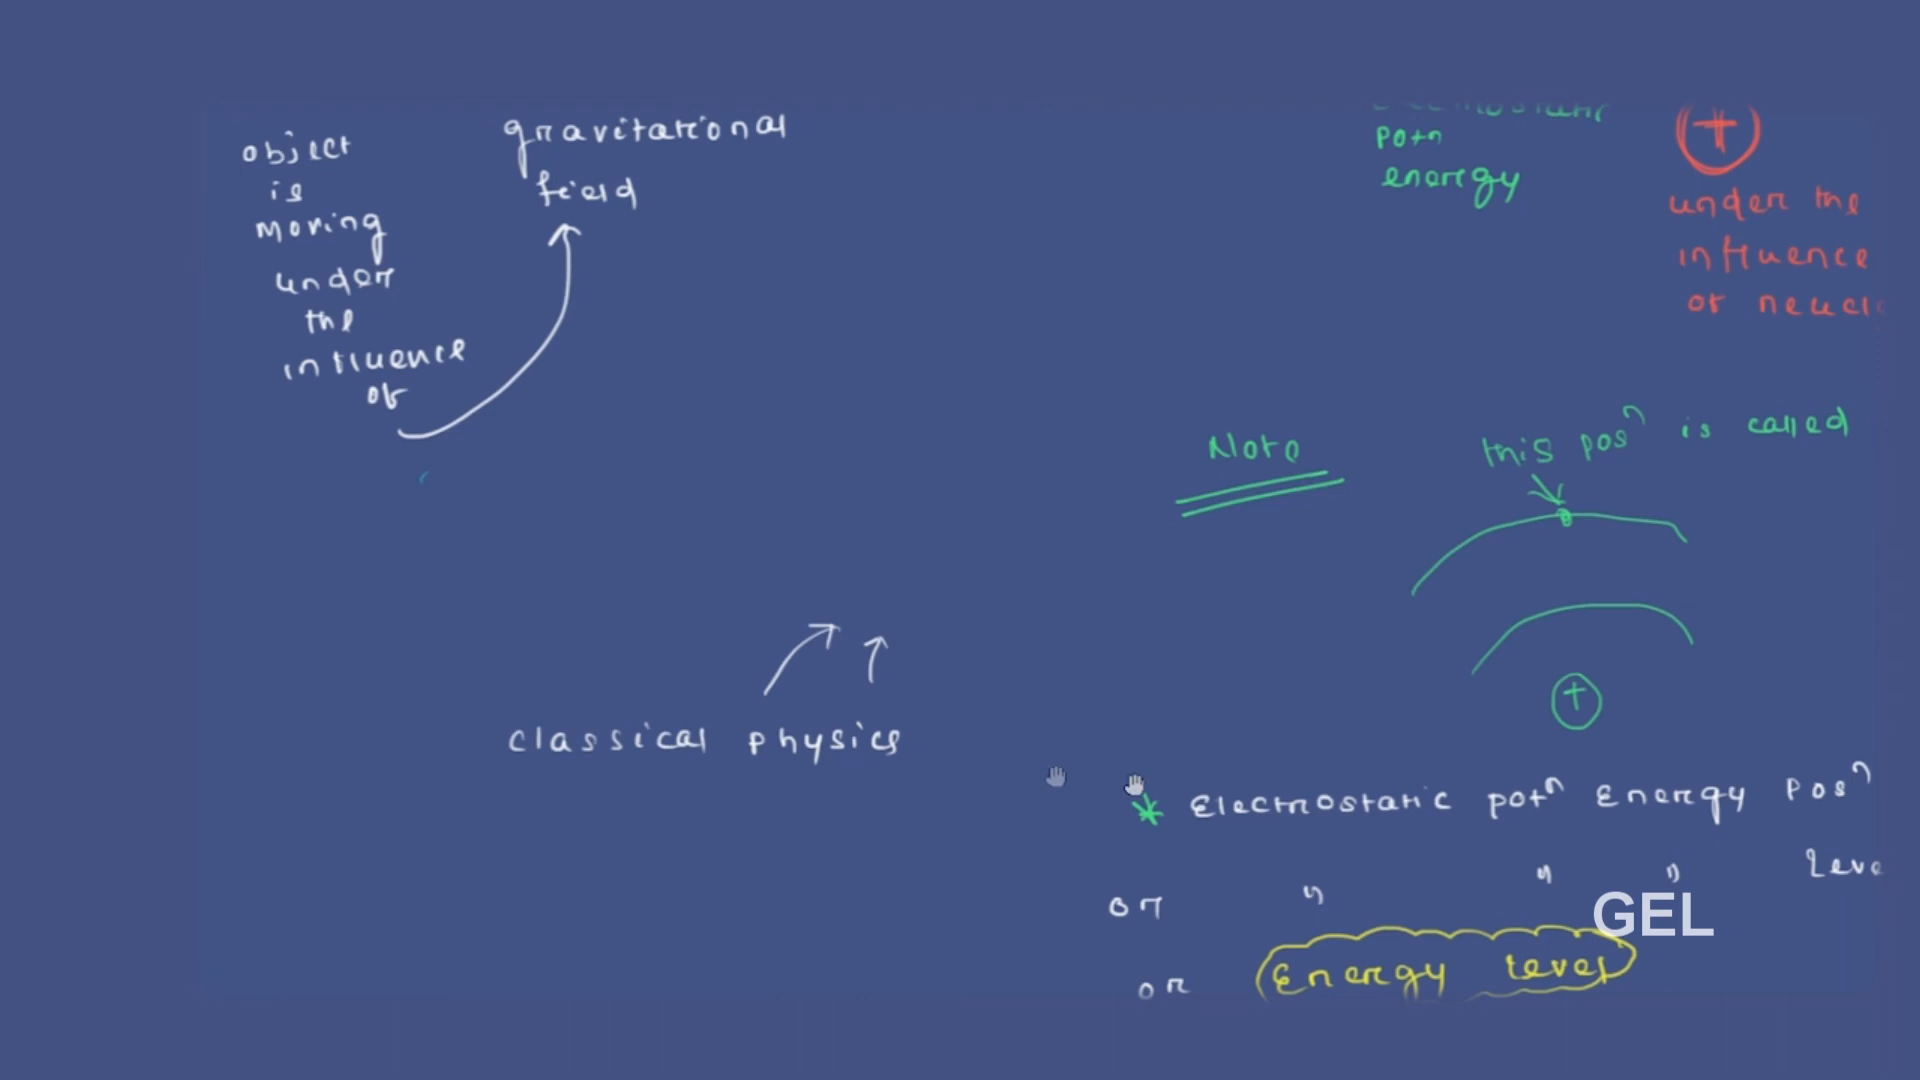 object
is
moving
under
the
influence
of
gravitational
field
classical physics
potn
energy
+
under the
influence
of neucl
Note
this posn is called
+
* Electrostatic potn Energy Posn
or " " " leve
or Energy level
GEL